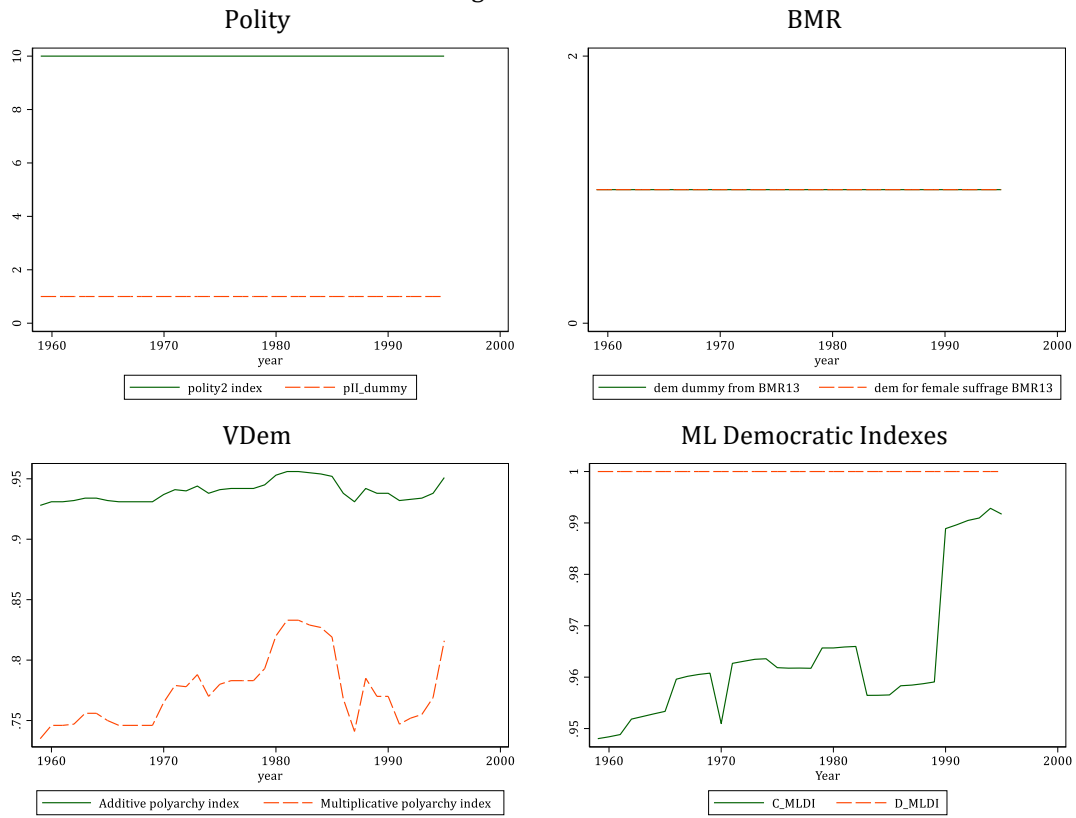 Polity
BMR
10
8
6
4
2
0
1960 1970 1980 1990 2000
year
polity2 index pII_dummy
2
0
1960 1970 1980 1990 2000
year
dem dummy from BMR13 dem for female suffrage BMR13
VDem
ML Democratic Indexes
.95
.9
.85
.8
.75
1960 1970 1980 1990 2000
year
Additive polyarchy index Multiplicative polyarchy index
1
.99
.98
.97
.96
.95
1960 1970 1980 1990 2000
Year
C_MLDI D_MLDI